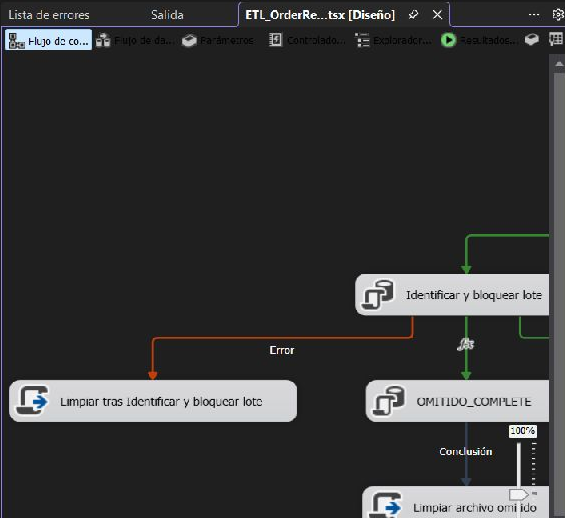 Lista de errores
Salida
ETL_OrderRe...tsx [Diseño]
Flujo de co...
Flujo de da...
Parámetros
Controlado...
Explorador...
Resultados...
Identificar y bloquear lote
Error
fx
Limpiar tras Identificar y bloquear lote
OMITIDO_COMPLETE
100%
Conclusión
Limpiar archivo omitido